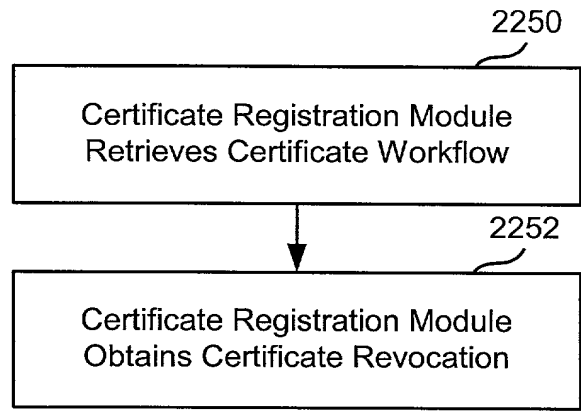 2250
Certificate Registration Module
Retrieves Certificate Workflow
2252
Certificate Registration Module
Obtains Certificate Revocation